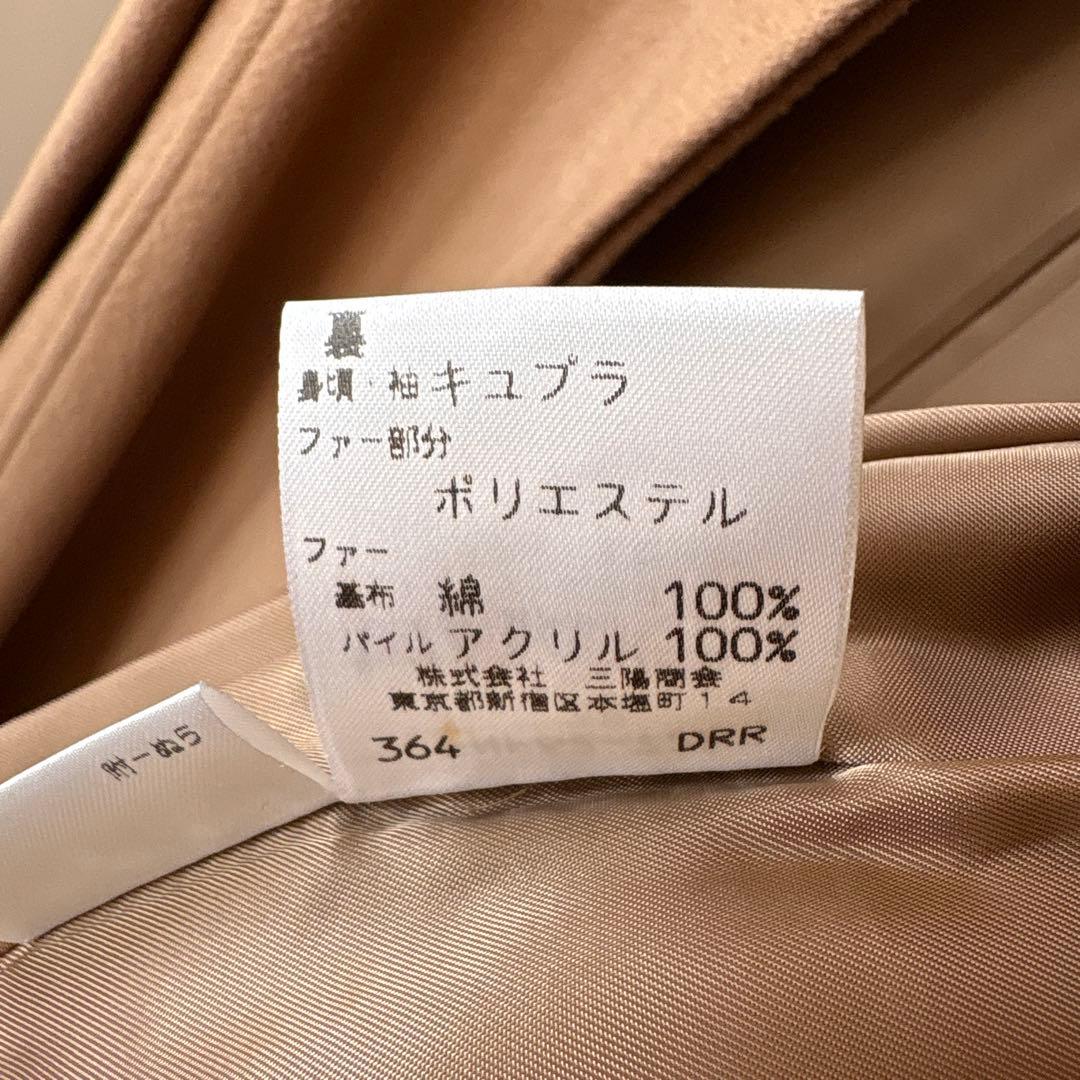 裏
身頃・袖キュプラ
ファー部分
ポリエステル
ファー
基布 綿 100%
パイル アクリル 100%
株式会社 三陽商会
東京都新宿区本塩町14
364 DRR